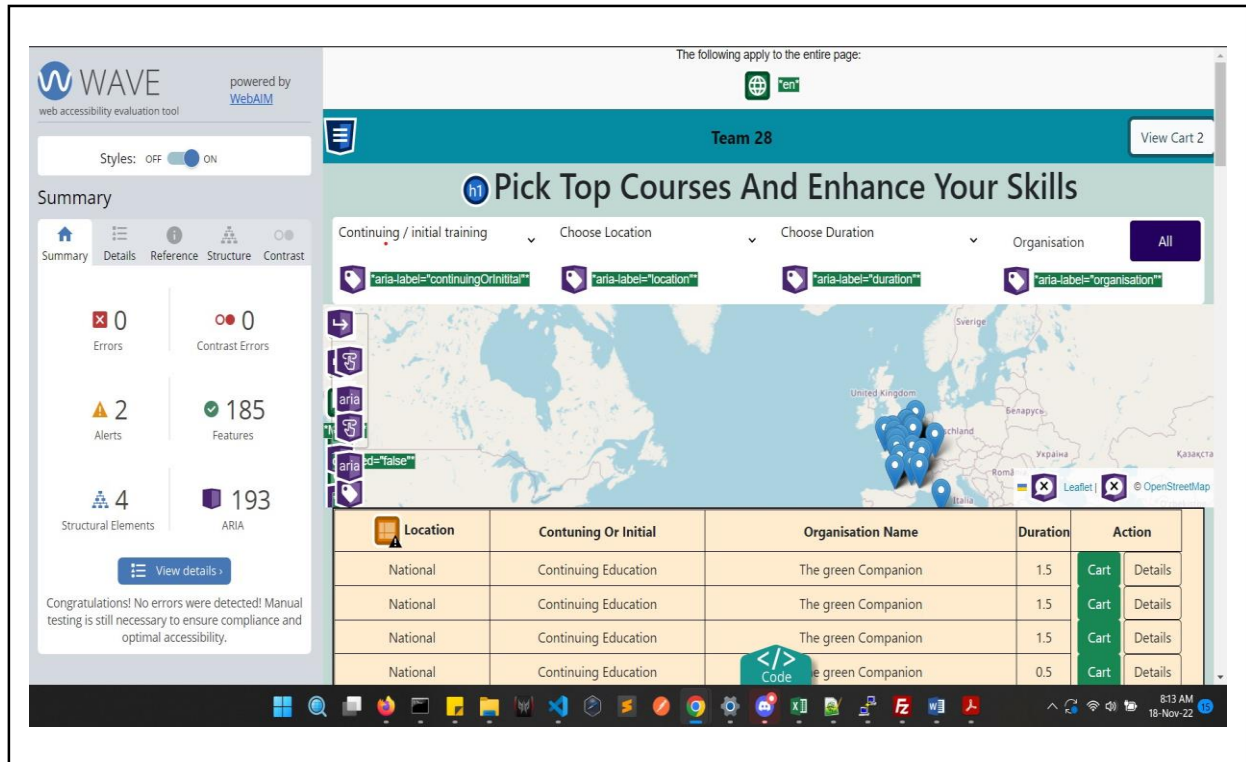 The following apply to the entire page:
"en"
WAVE
powered by
WebAIM
web accessibility evaluation tool
Styles: OFF ON
Summary
Summary Details Reference Structure Contrast
0 0
Errors Contrast Errors
2 185
Alerts Features
4 193
Structural Elements ARIA
View details ›
Congratulations! No errors were detected! Manual
testing is still necessary to ensure compliance and
optimal accessibility.
Team 28
View Cart 2
h1 Pick Top Courses And Enhance Your Skills
Continuing / initial training Choose Location Choose Duration Organisation All
*aria-label="continuingOrInitital"* *aria-label="location"* *aria-label="duration"* *aria-label="organisation"*
Sverige
United Kingdom
Беларусь
schland
Україна
Қазақста
Româ
Italia
aria
aria
ed="false"*
Leaflet | © OpenStreetMap
Location Contuning Or Initial Organisation Name Duration Action
National Continuing Education The green Companion 1.5 Cart Details
National Continuing Education The green Companion 1.5 Cart Details
National Continuing Education The green Companion 1.5 Cart Details
National Continuing Education e green Companion 0.5 Cart Details
</>
Code
8:13 AM
18-Nov-22
15